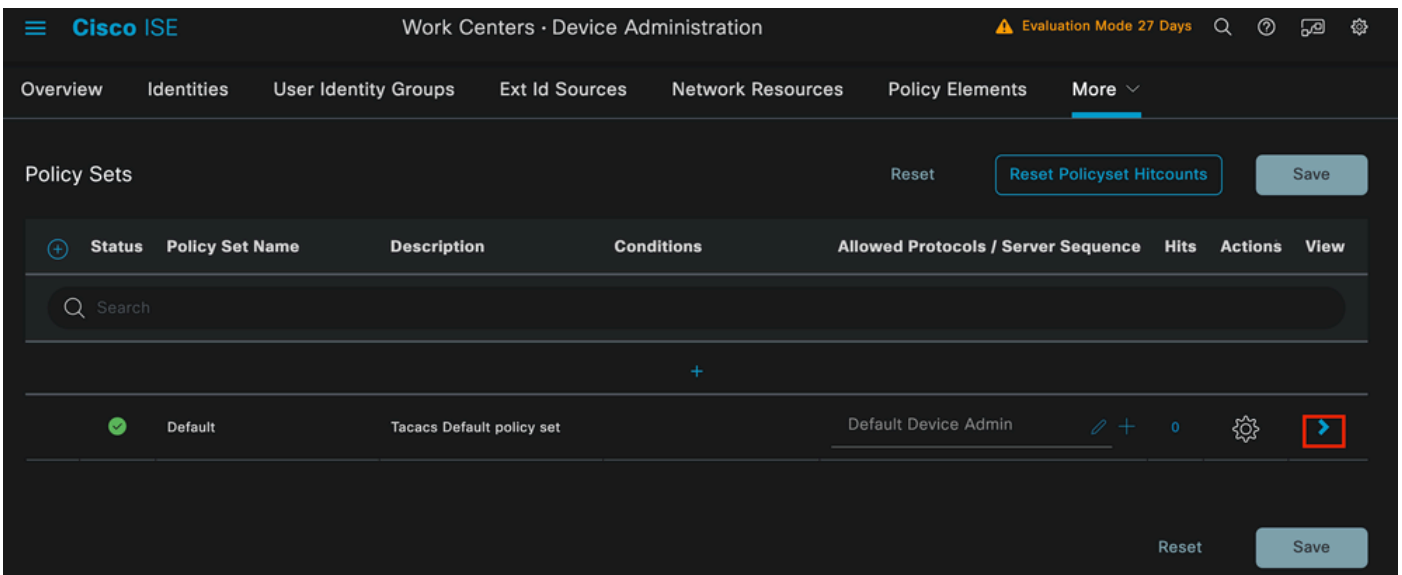 Cisco ISE
Work Centers · Device Administration
Evaluation Mode 27 Days
Overview Identities User Identity Groups Ext Id Sources Network Resources Policy Elements More
Policy Sets
Reset
Reset Policyset Hitcounts
Save
Status Policy Set Name Description Conditions Allowed Protocols / Server Sequence Hits Actions View
Search
+
Default Tacacs Default policy set Default Device Admin + 0
Reset
Save